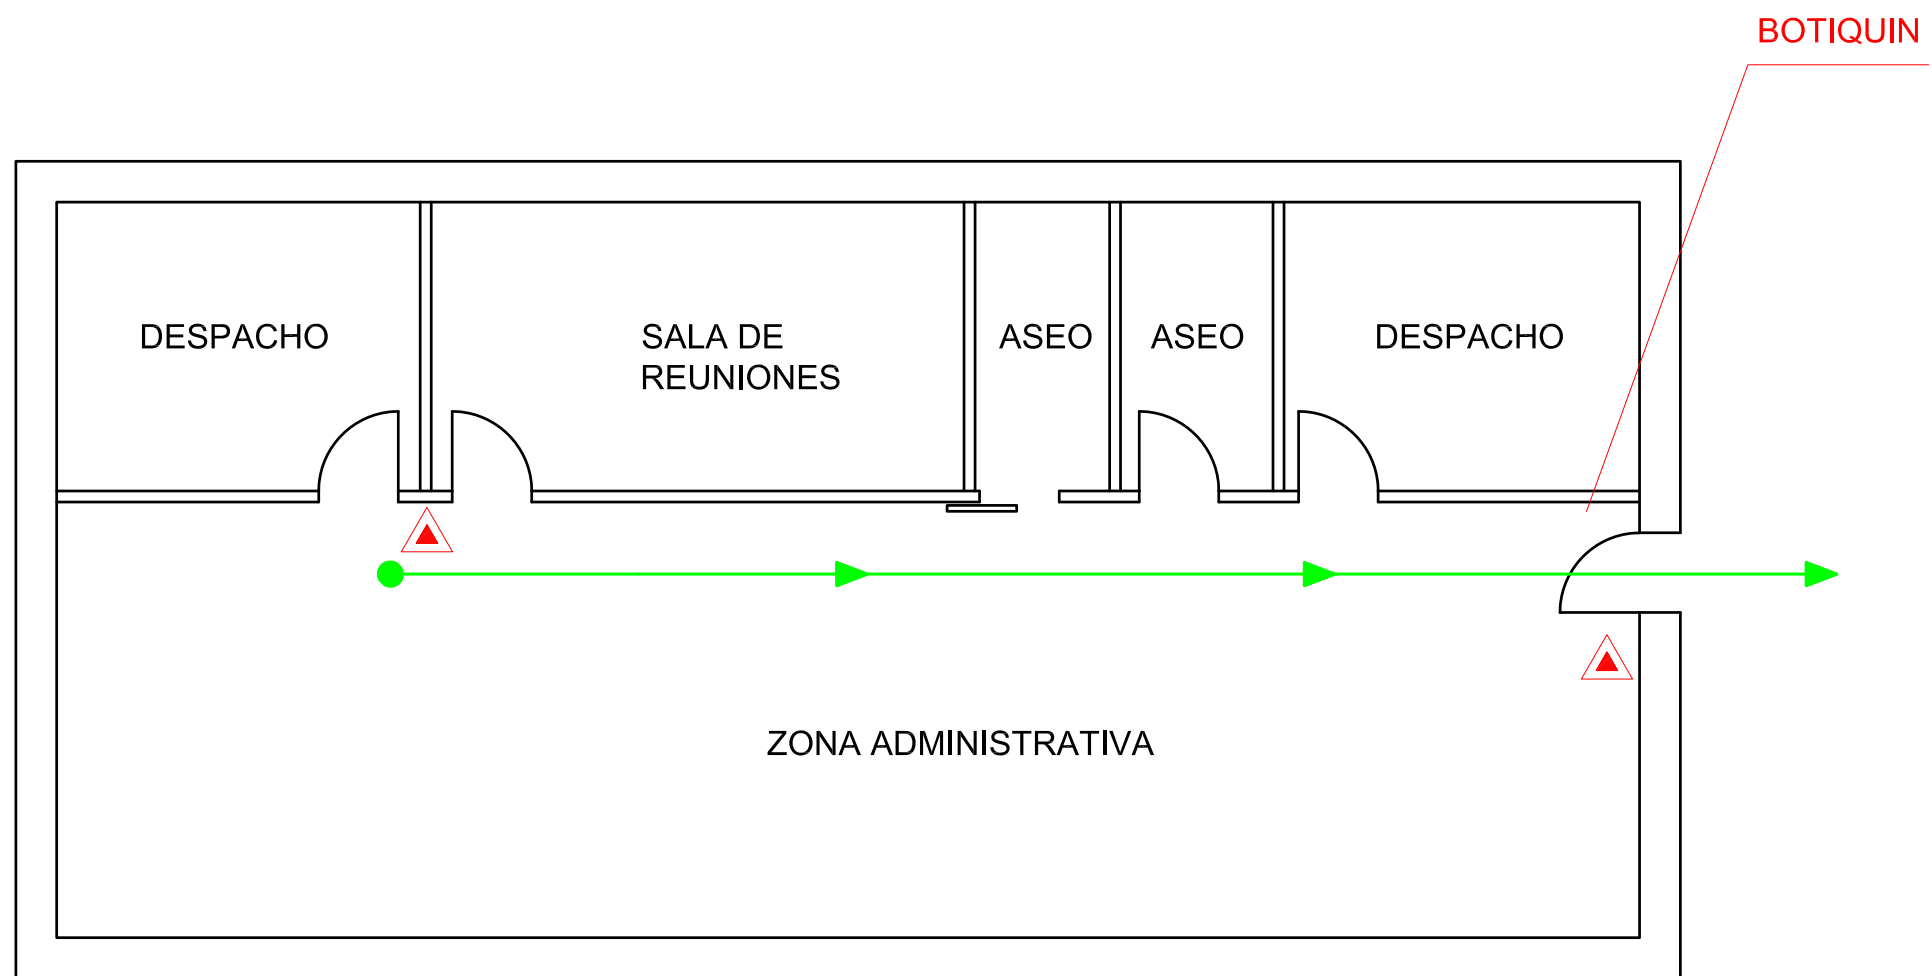 BOTIQUIN
DESPACHO
SALA DE
REUNIONES
ASEO
ASEO
DESPACHO
ZONA ADMINISTRATIVA